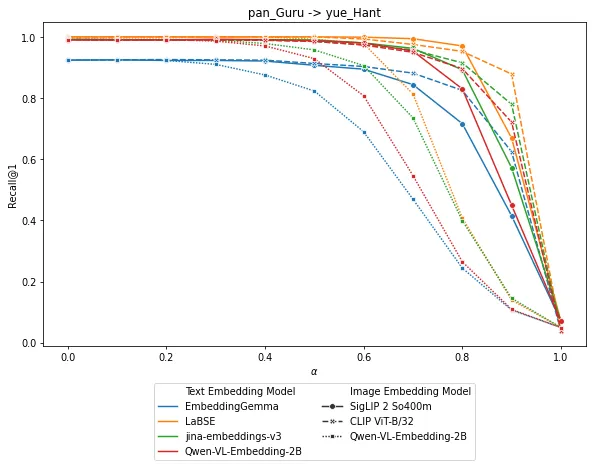 pan_Guru -> yue_Hant
Recall@1
1.0
0.8
0.6
0.4
0.2
0.0
0.0 0.2 0.4 0.6 0.8 1.0
α
Text Embedding Model
EmbeddingGemma
LaBSE
jina-embeddings-v3
Qwen-VL-Embedding-2B
Image Embedding Model
SigLIP 2 So400m
CLIP ViT-B/32
Qwen-VL-Embedding-2B